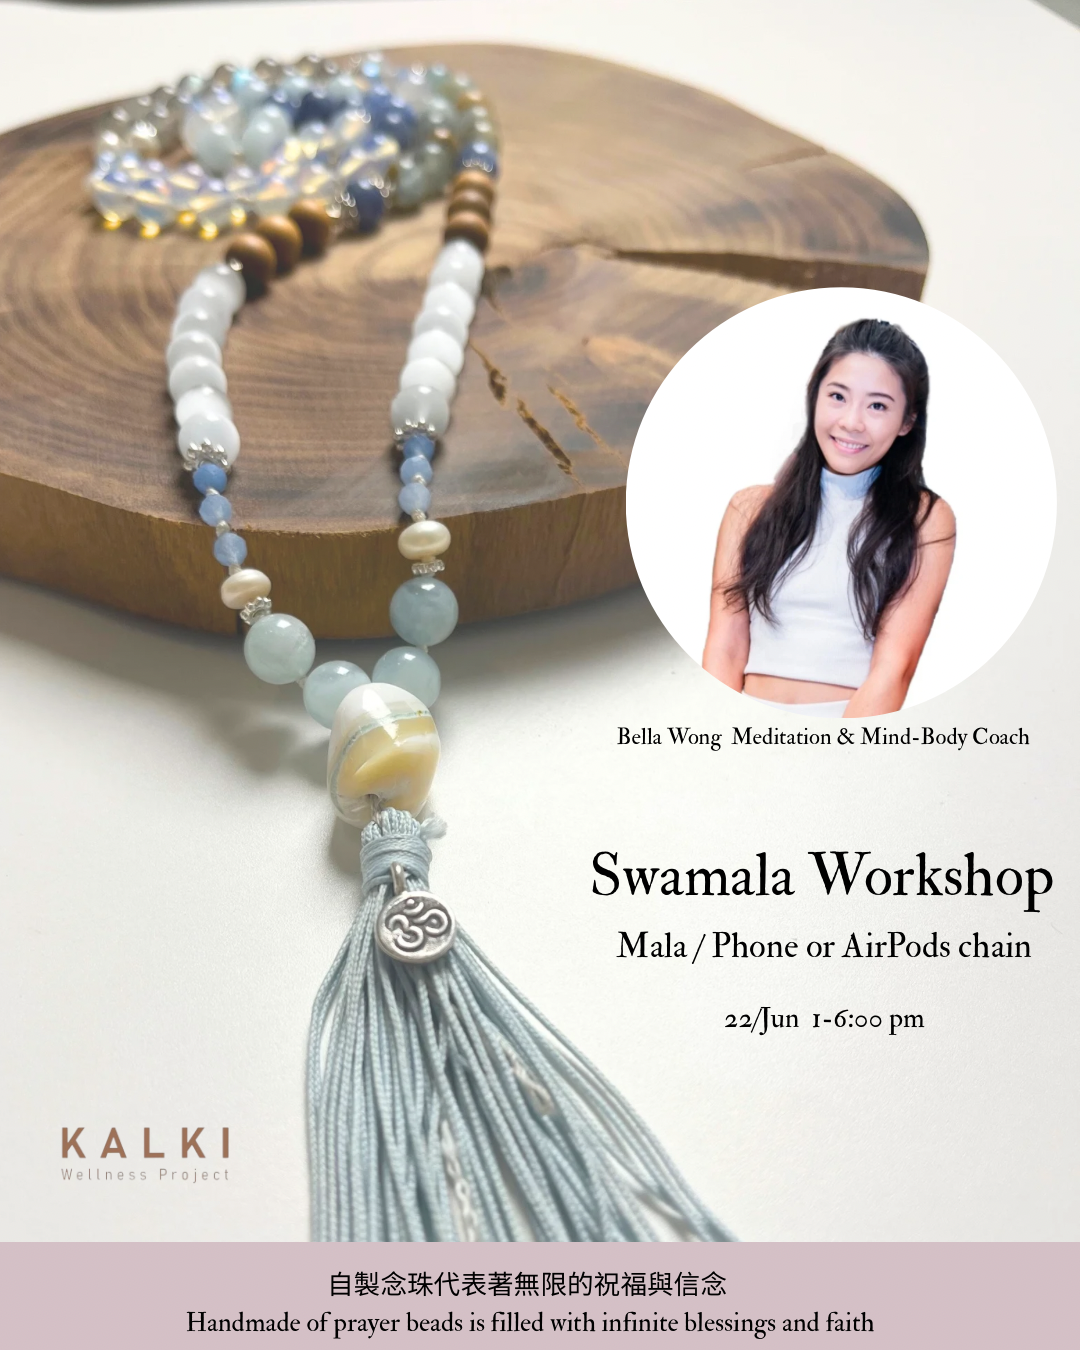 Bella Wong Meditation & Mind-Body Coach
Swamala Workshop
Mala / Phone or AirPods chain
22/Jun 1-6:00 pm
KALKI
Wellness Project
自製念珠代表著無限的祝福與信念
Handmade of prayer beads is filled with infinite blessings and faith